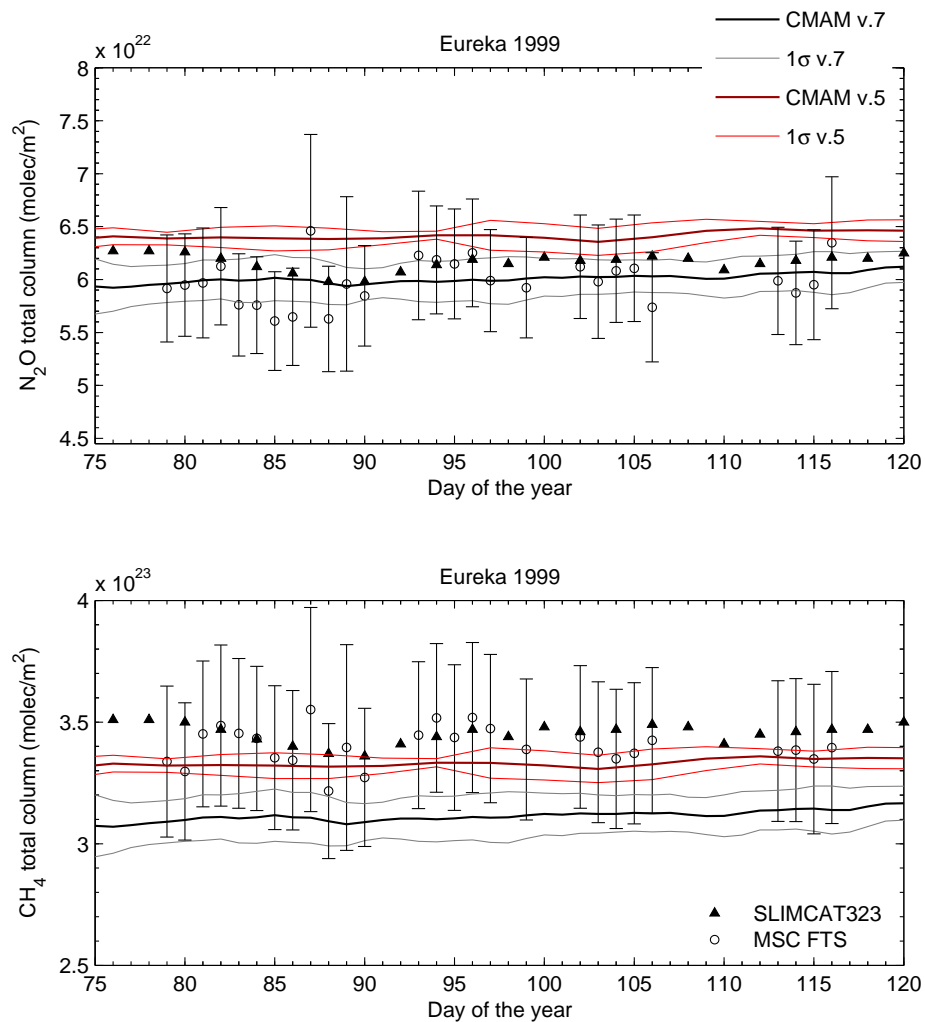 CMAM v.7
1σ v.7
CMAM v.5
1σ v.5
x 10^22
Eureka 1999
8
7.5
7
6.5
6
5.5
5
4.5
N2O total column (molec/m^2)
75 80 85 90 95 100 105 110 115 120
Day of the year
x 10^23
Eureka 1999
4
3.5
3
2.5
CH4 total column (molec/m^2)
SLIMCAT323
MSC FTS
75 80 85 90 95 100 105 110 115 120
Day of the year